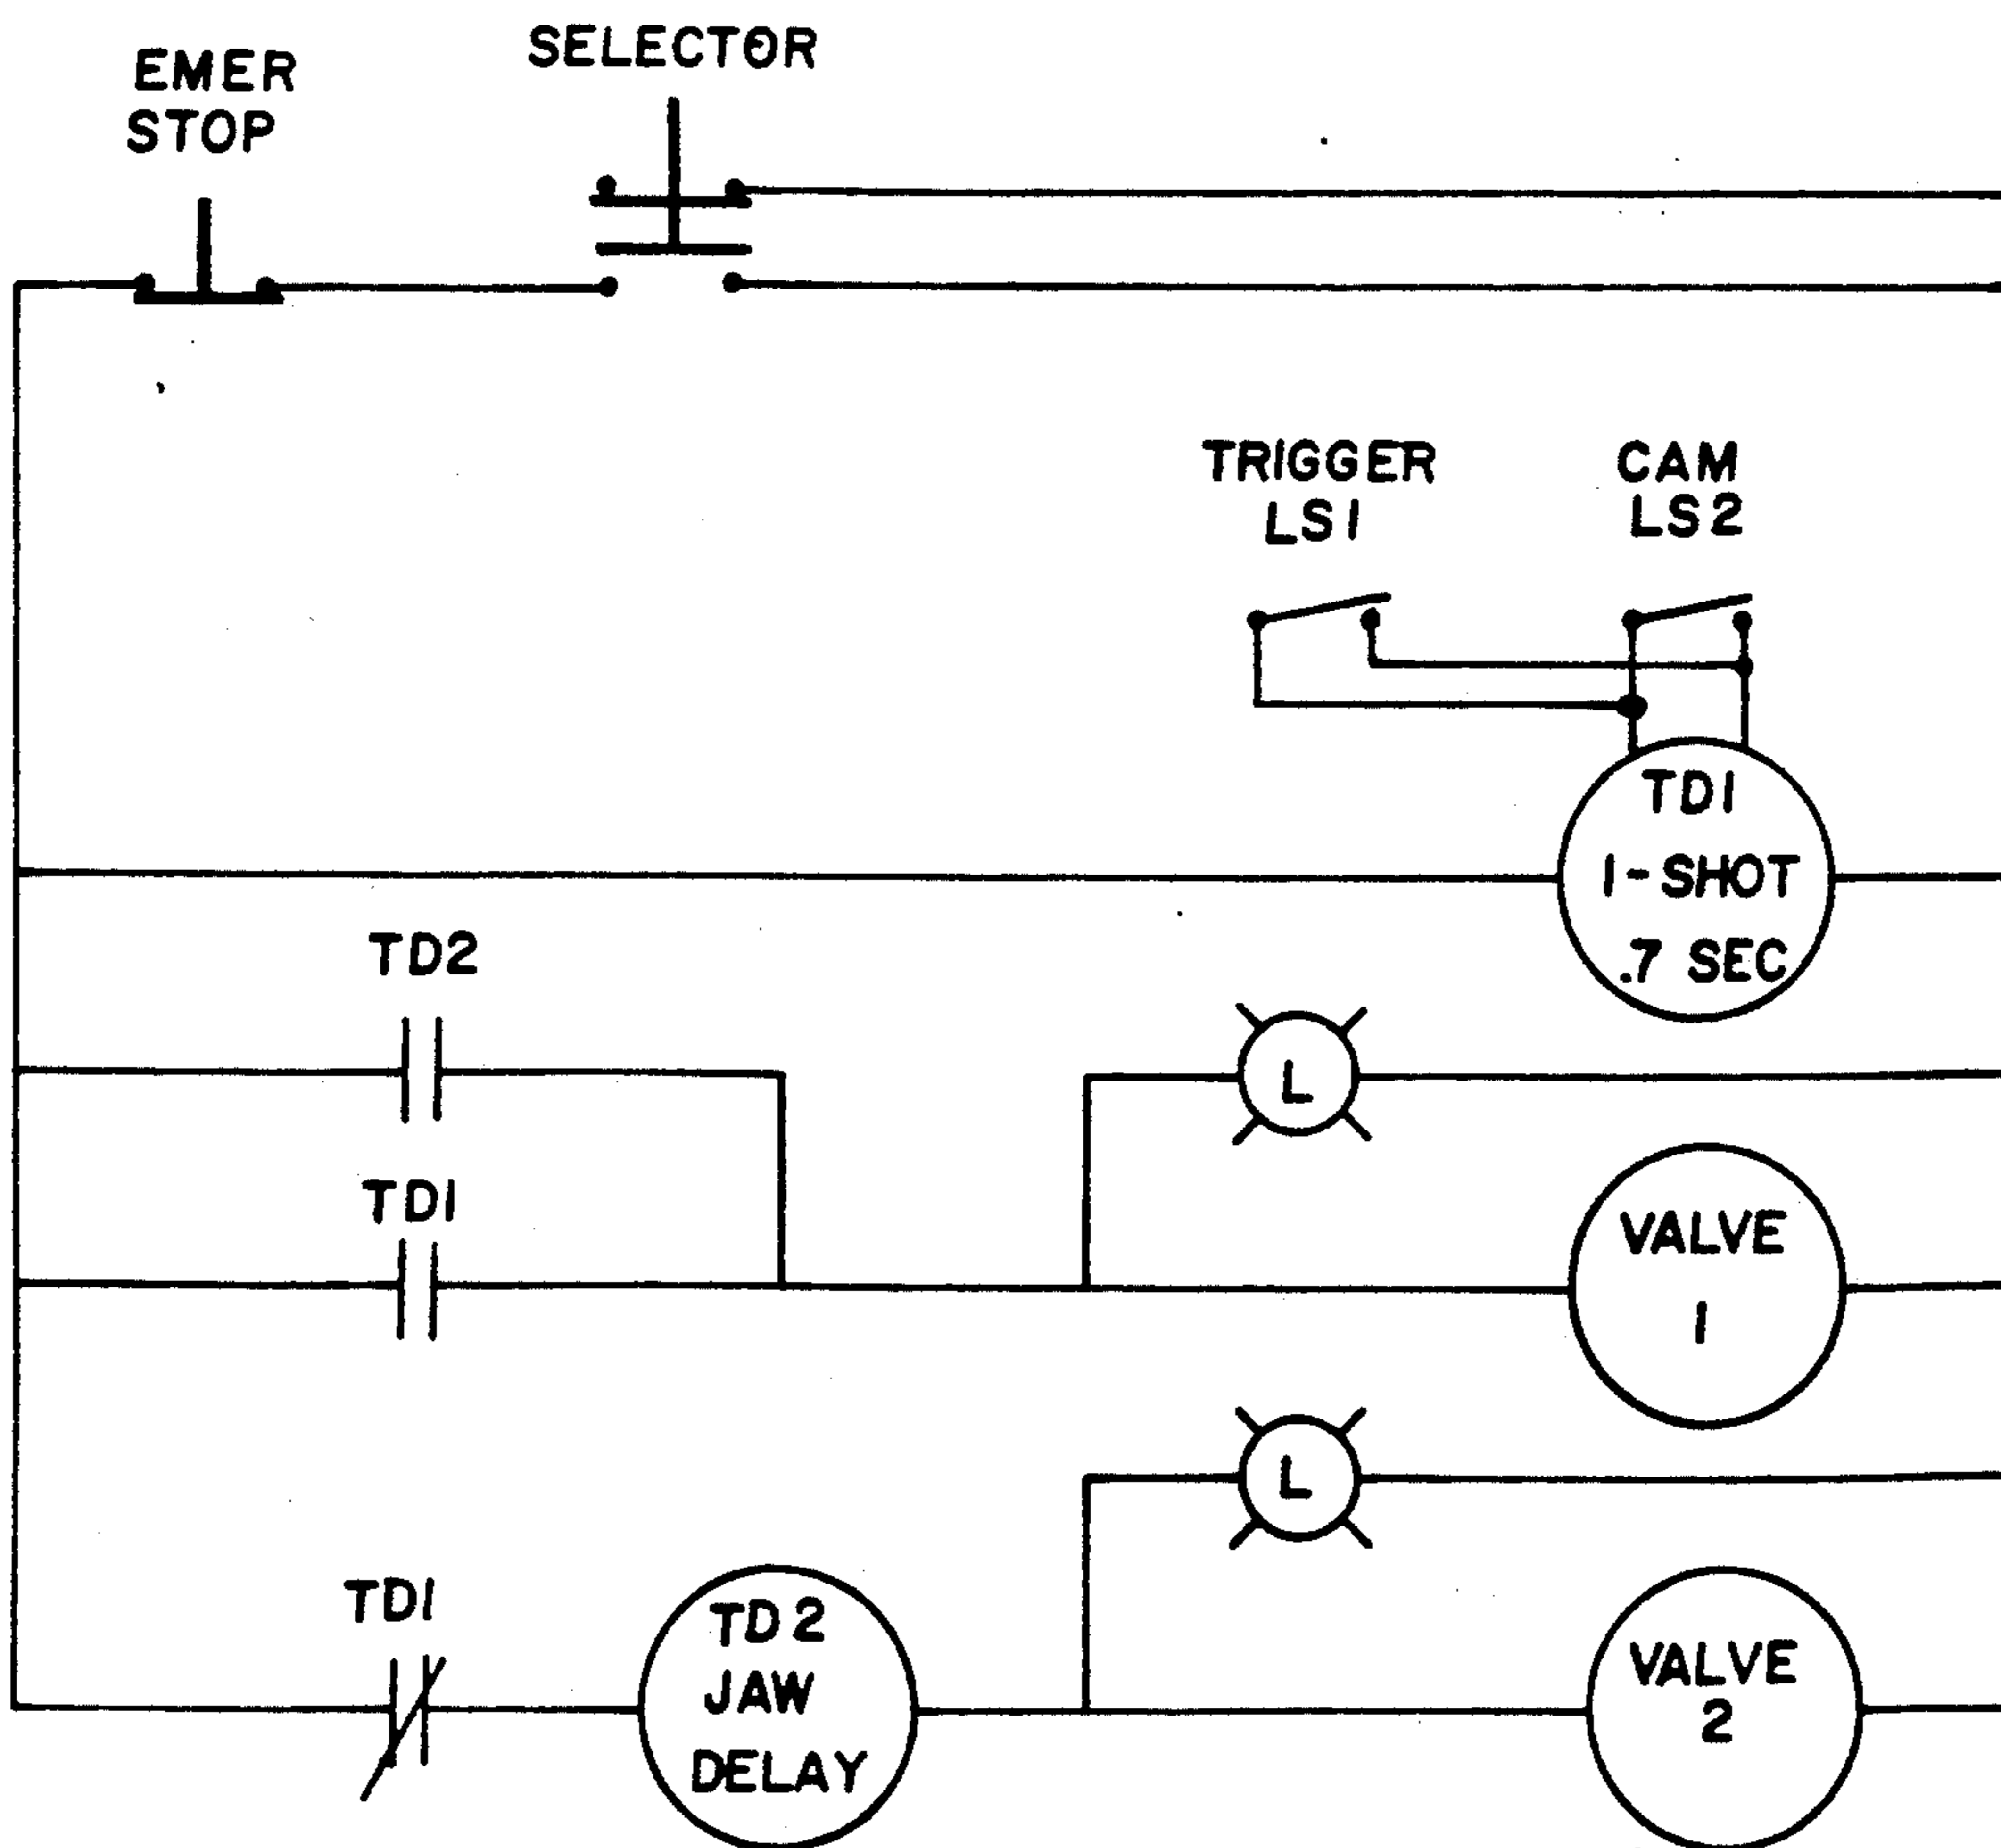 EMER
STOP
SELECTOR
TRIGGER
LS1
CAM
LS2
TD1
1-SHOT
.7 SEC
TD2
L
TD1
VALVE
1
L
TD1
TD2
JAW
DELAY
VALVE
2